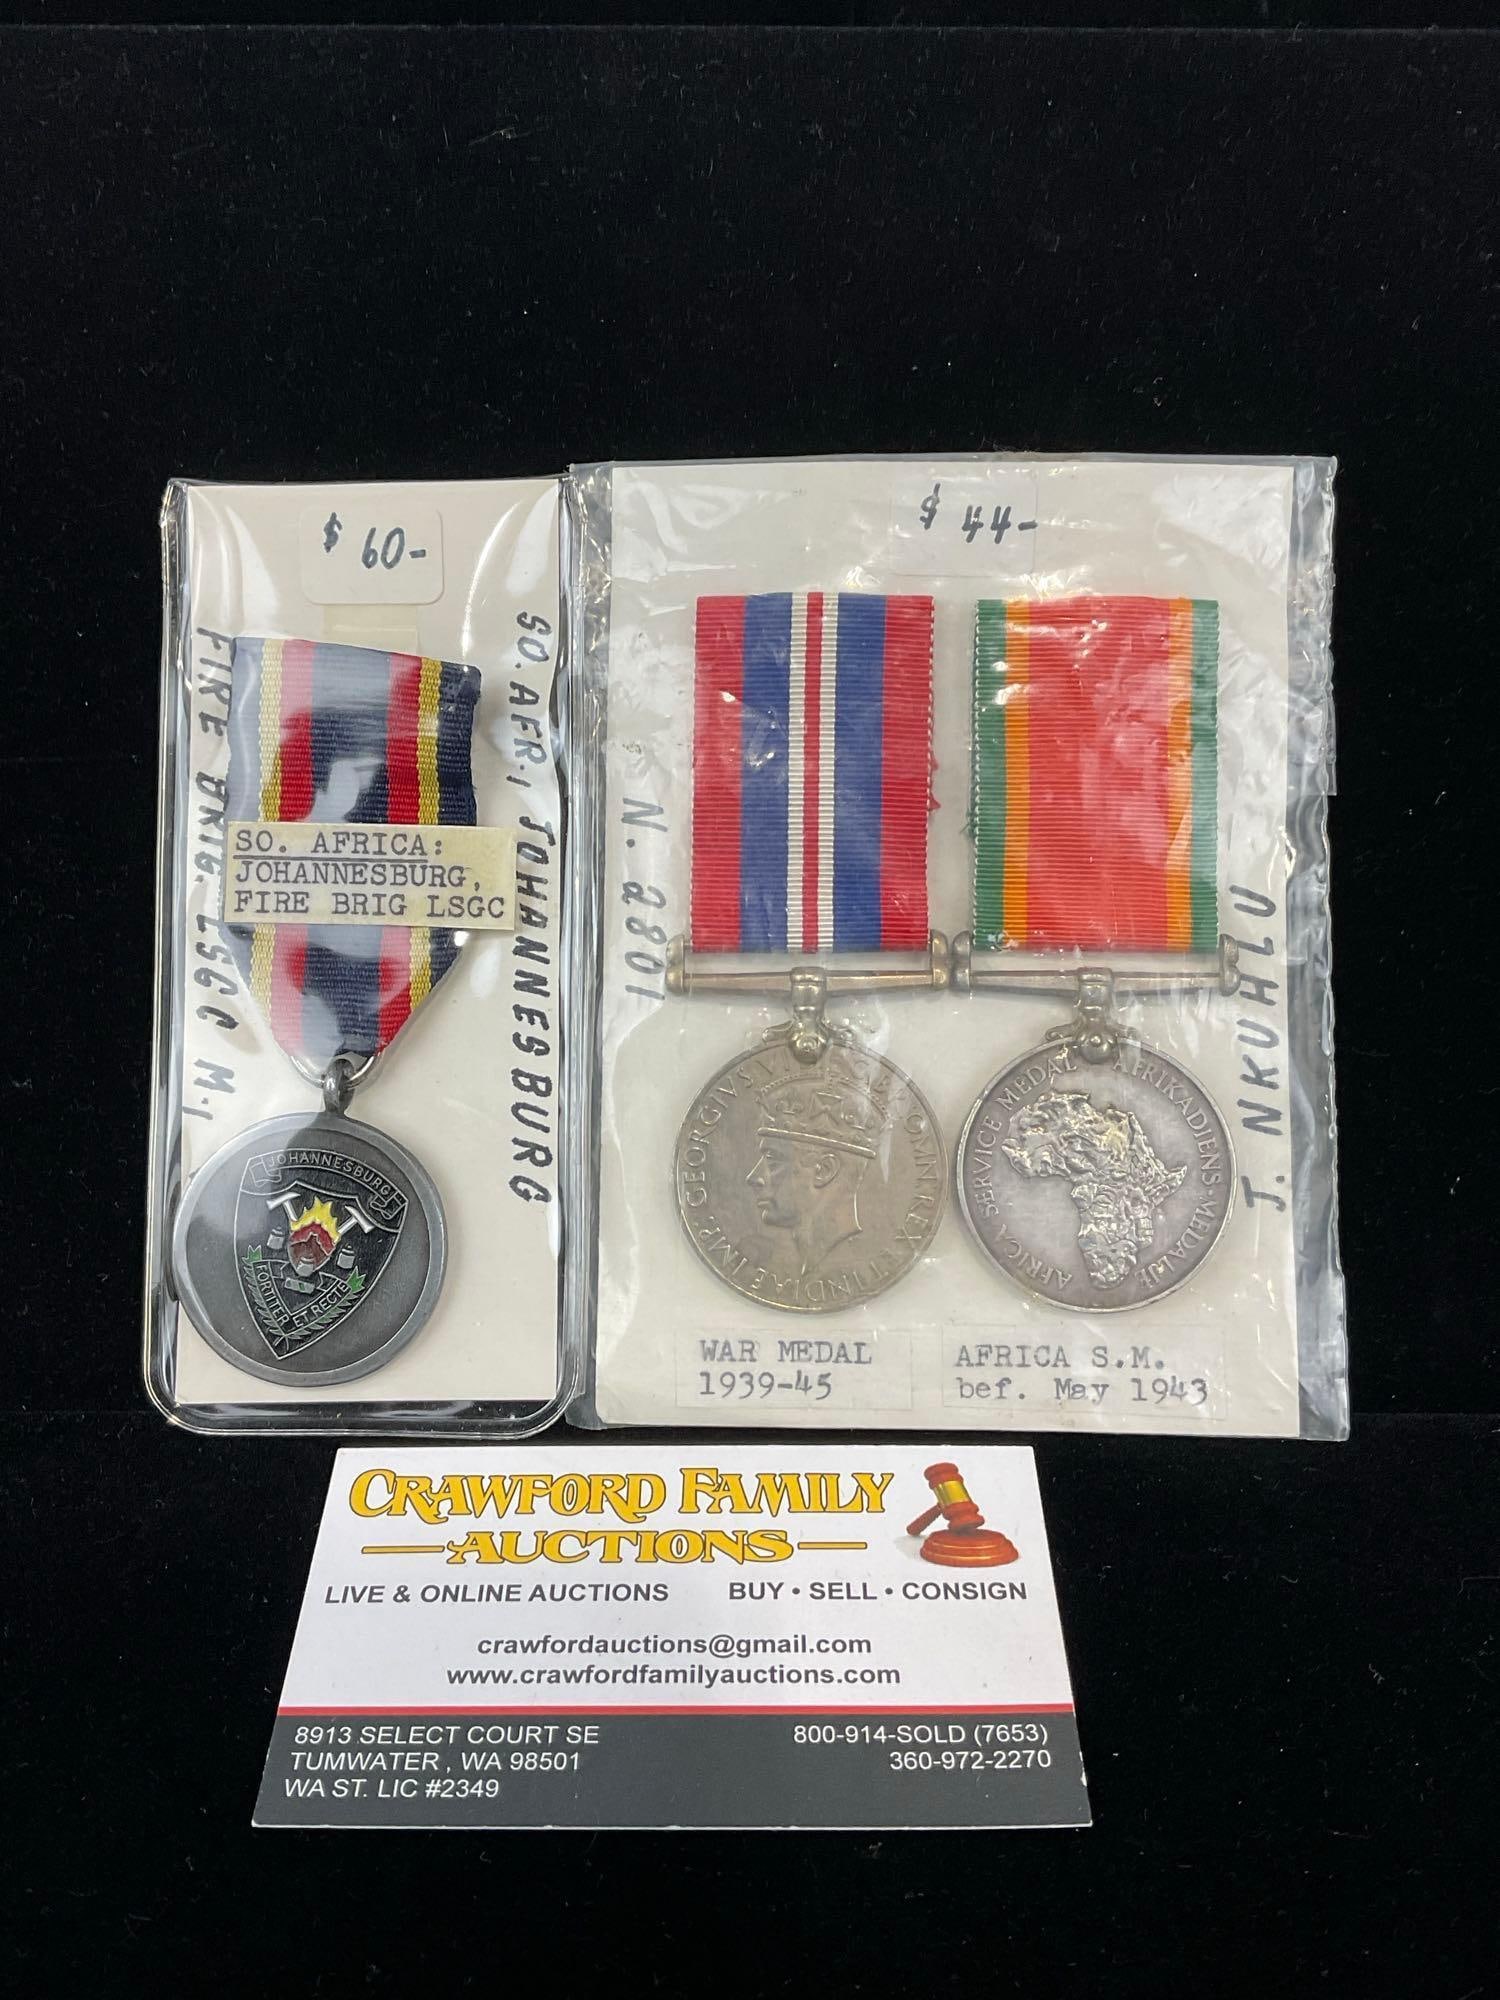 $ 60-
FIRE BRIG. LSGC M.1
SO. AFR., JOHANNESBURG
SO. AFRICA:
JOHANNESBURG,
FIRE BRIG LSGC
JOHANNESBURG
FORTITER ET RECTE
$ 44-
N. 2801
J. NKUHLU
GEORGIVS VI D:G:BR:OMN:REX ET INDIAE IMP:
AFRICA SERVICE MEDAL
AFRIKADIENS-MEDALJE
WAR MEDAL
1939-45
AFRICA S.M.
bef. May 1943
CRAWFORD FAMILY
AUCTIONS
LIVE & ONLINE AUCTIONS BUY • SELL • CONSIGN
crawfordauctions@gmail.com
www.crawfordfamilyauctions.com
8913 SELECT COURT SE
TUMWATER , WA 98501
WA ST. LIC #2349
800-914-SOLD (7653)
360-972-2270